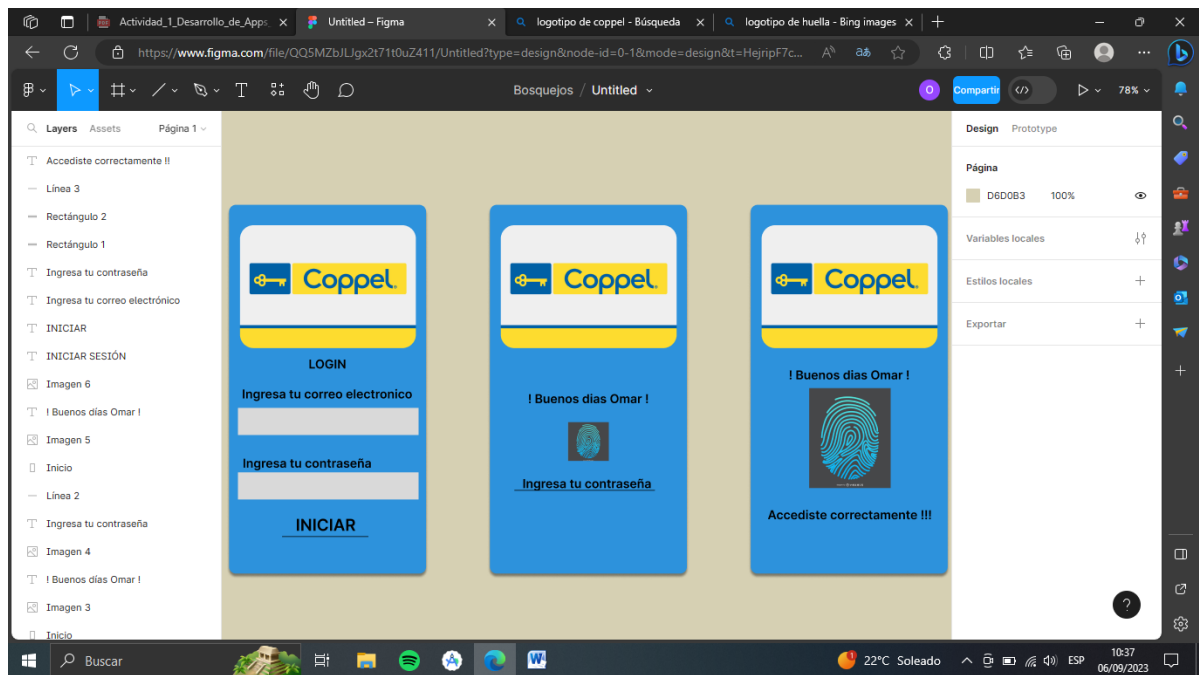 Actividad_1_Desarrollo_de_Apps_
Untitled – Figma
logotipo de coppel - Búsqueda
logotipo de huella - Bing images
https://www.figma.com/file/QQ5MZbJLJgx2t71t0uZ411/Untitled?type=design&node-id=0-1&mode=design&t=HejripF7c...
Bosquejos / Untitled
O
Compartir
78%
Layers Assets Página 1
Accediste correctamente !!
Línea 3
Rectángulo 2
Rectángulo 1
Ingresa tu contraseña
Ingresa tu correo electrónico
INICIAR
INICIAR SESIÓN
Imagen 6
! Buenos días Omar !
Imagen 5
Inicio
Línea 2
Ingresa tu contraseña
Imagen 4
! Buenos días Omar !
Imagen 3
Inicio
Coppel.
LOGIN
Ingresa tu correo electronico
Ingresa tu contraseña
INICIAR
Coppel.
! Buenos dias Omar !
Ingresa tu contraseña
Coppel.
! Buenos dias Omar !
Accediste correctamente !!!
Design Prototype
Página
D6D0B3 100%
Variables locales
Estilos locales
Exportar
?
Buscar
22°C Soleado
ESP
10:37
06/09/2023